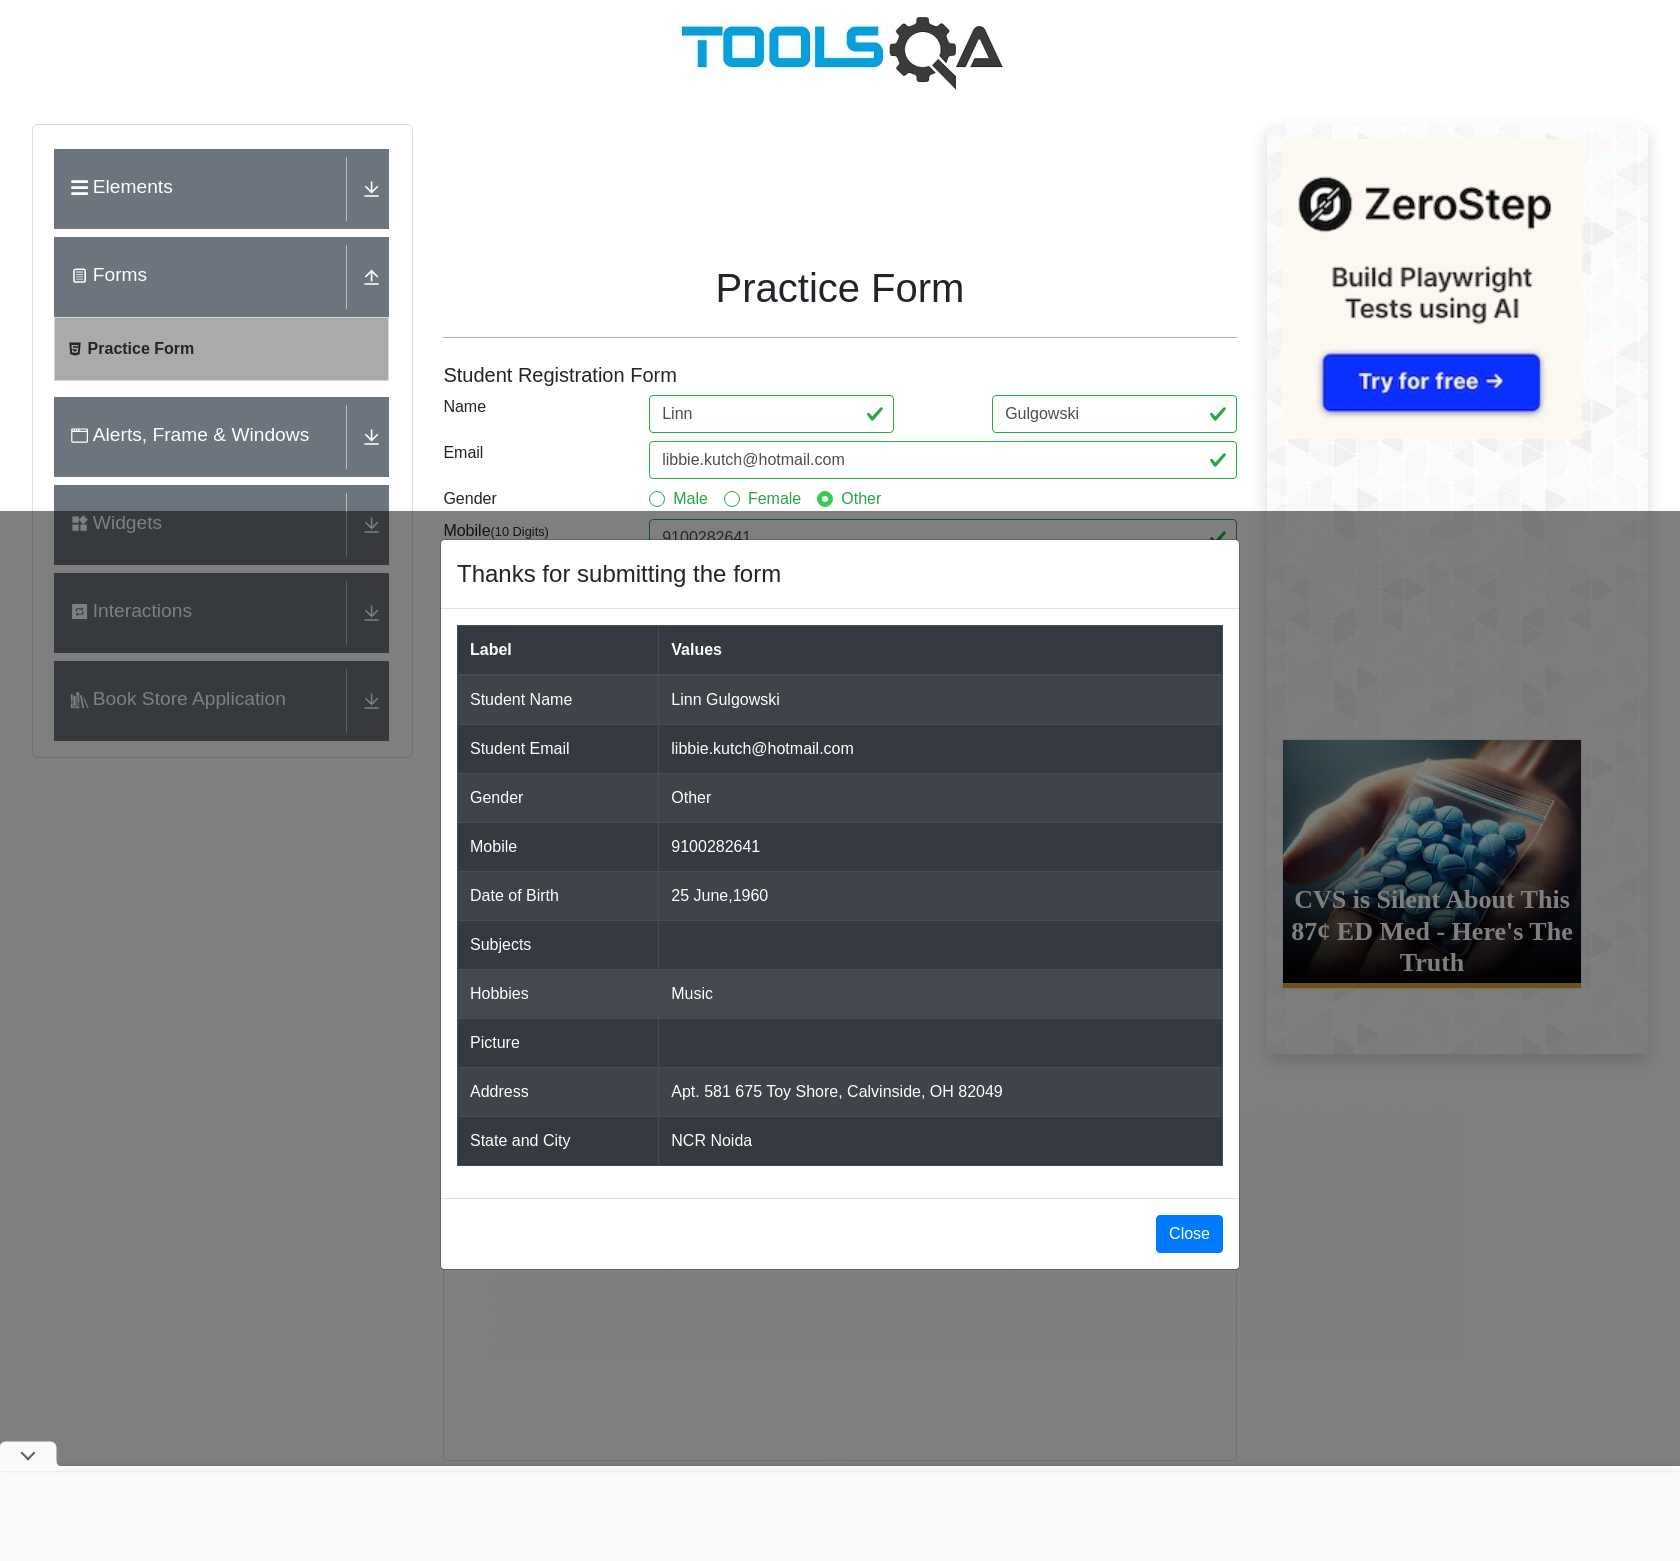 TOOLSQA
Elements
Forms
Practice Form
Alerts, Frame & Windows
Widgets
Interactions
Book Store Application
Practice Form
Student Registration Form
Name
Linn
Gulgowski
Email
libbie.kutch@hotmail.com
Gender
Male
Female
Other
Mobile(10 Digits)
9100282641
Thanks for submitting the form
Label Values
Student Name Linn Gulgowski
Student Email libbie.kutch@hotmail.com
Gender Other
Mobile 9100282641
Date of Birth 25 June,1960
Subjects
Hobbies Music
Picture
Address Apt. 581 675 Toy Shore, Calvinside, OH 82049
State and City NCR Noida
Close
ZeroStep
Build Playwright
Tests using AI
Try for free →
CVS is Silent About This
87¢ ED Med - Here's The
Truth